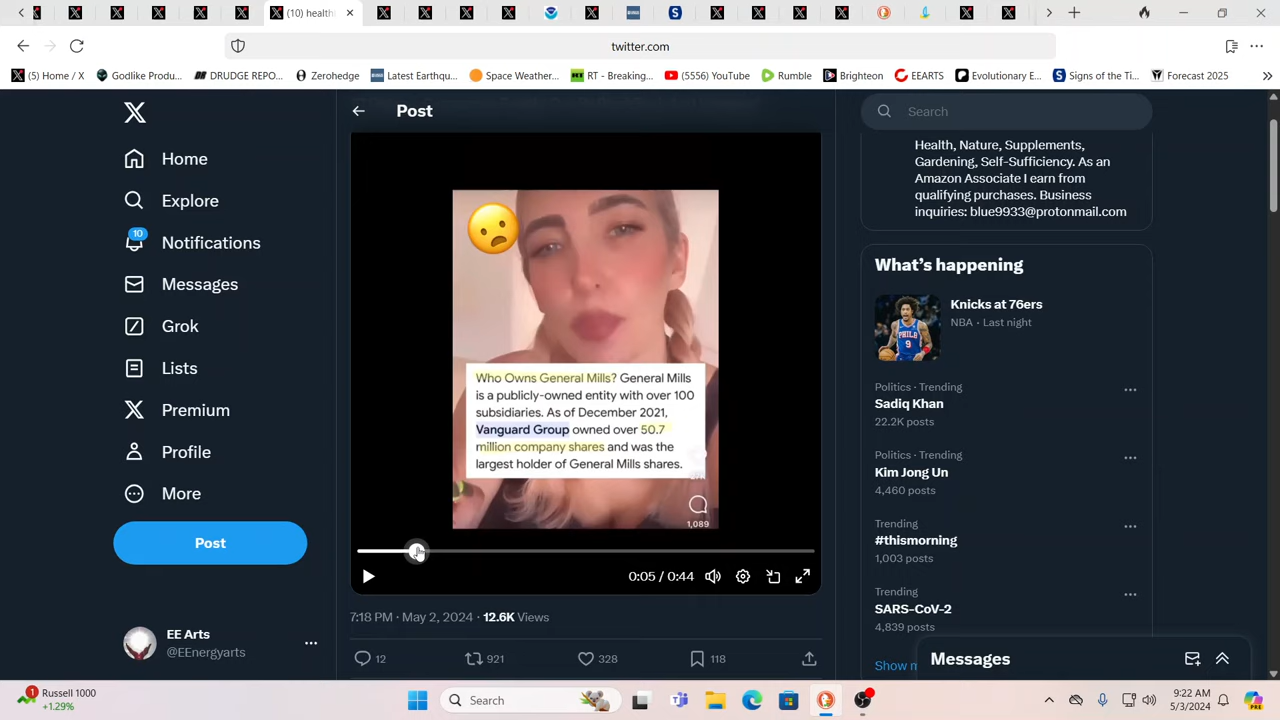 (10) health
twitter.com
(5) Home / X
Godlike Produ...
DRUDGE REPO...
Zerohedge
Latest Earthqu...
RT - Breaking...
Space Weather...
(5556) YouTube
Rumble
Brighteon
EEARTS
Evolutionary E...
Signs of the Ti...
Forecast 2025
Home
Explore
10
Notifications
Messages
Grok
Lists
Premium
Profile
More
Post
EE Arts
@EEnergyarts
Post
Who Owns General Mills? General Mills
is a publicly-owned entity with over 100
subsidiaries. As of December 2021,
Vanguard Group owned over 50.7
million company shares and was the
largest holder of General Mills shares.
1,089
0:05 / 0:44
7:18 PM · May 2, 2024 · 12.6K Views
12
921
328
118
Search
Health, Nature, Supplements,
Gardening, Self-Sufficiency. As an
Amazon Associate I earn from
qualifying purchases. Business
inquiries: blue9933@protonmail.com
What's happening
Knicks at 76ers
NBA · Last night
Politics · Trending
Sadiq Khan
22.2K posts
Politics · Trending
Kim Jong Un
4,460 posts
Trending
#thismorning
1,003 posts
Trending
SARS-CoV-2
4,839 posts
Show m
Messages
1
Russell 1000
+1.29%
Search
9:22 AM
5/3/2024
PRE